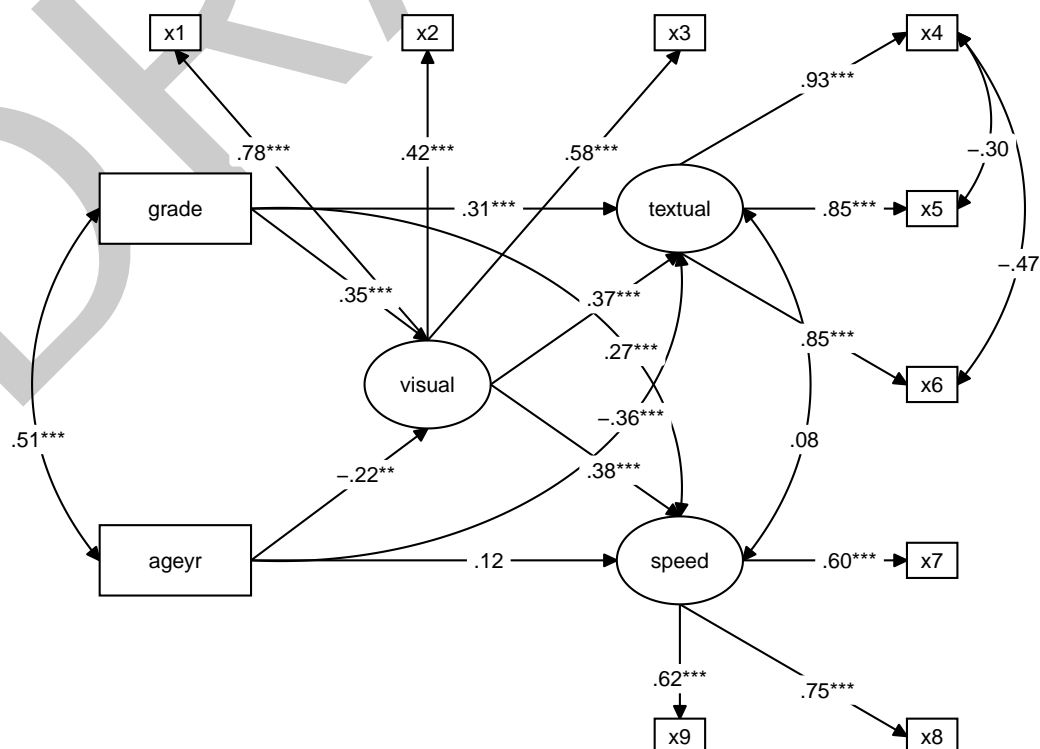 x1
x2
x3
x4
.93***
.78***
.42***
.58***
–.30
grade
.31***
textual
.85***
x5
–.47
.35***
.37***
.85***
.27***
visual
x6
–.36***
.51***
.08
–.22**
.38***
ageyr
.12
speed
.60***
x7
.62***
.75***
x9
x8